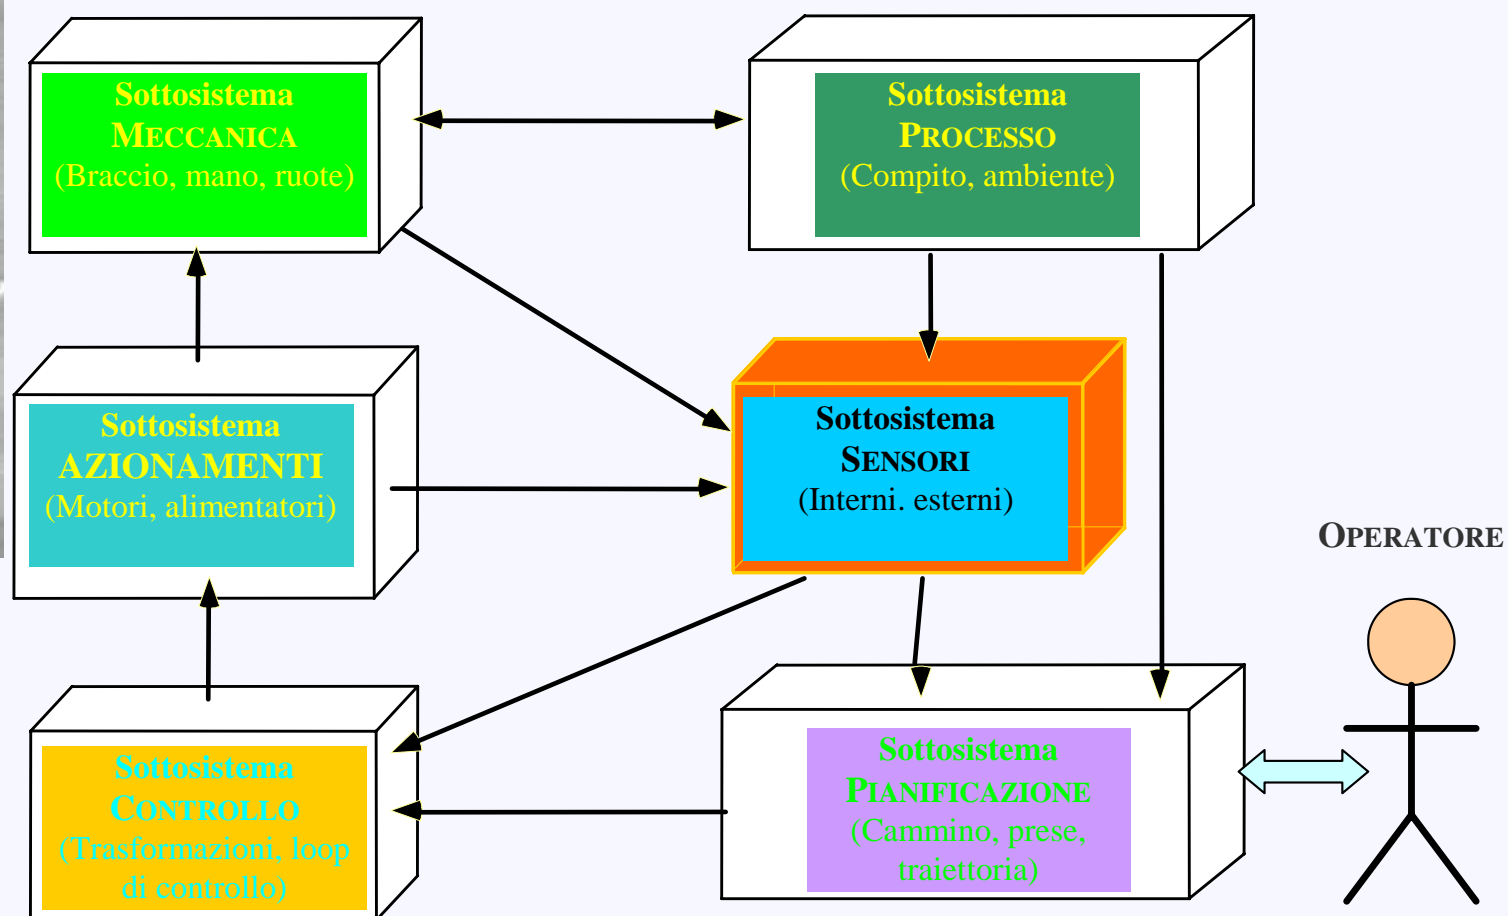 Sottosistema
MECCANICA
(Braccio, mano, ruote)
Sottosistema
PROCESSO
(Compito, ambiente)
Sottosistema
AZIONAMENTI
(Motori, alimentatori)
Sottosistema
SENSORI
(Interni. esterni)
OPERATORE
Sottosistema
CONTROLLO
(Trasformazioni, loop
di controllo)
Sottosistema
PIANIFICAZIONE
(Cammino, prese,
traiettoria)